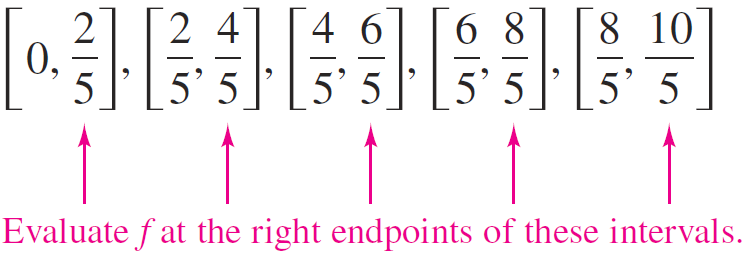 [0, 2/5], [2/5, 4/5], [4/5, 6/5], [6/5, 8/5], [8/5, 10/5]
Evaluate f at the right endpoints of these intervals.